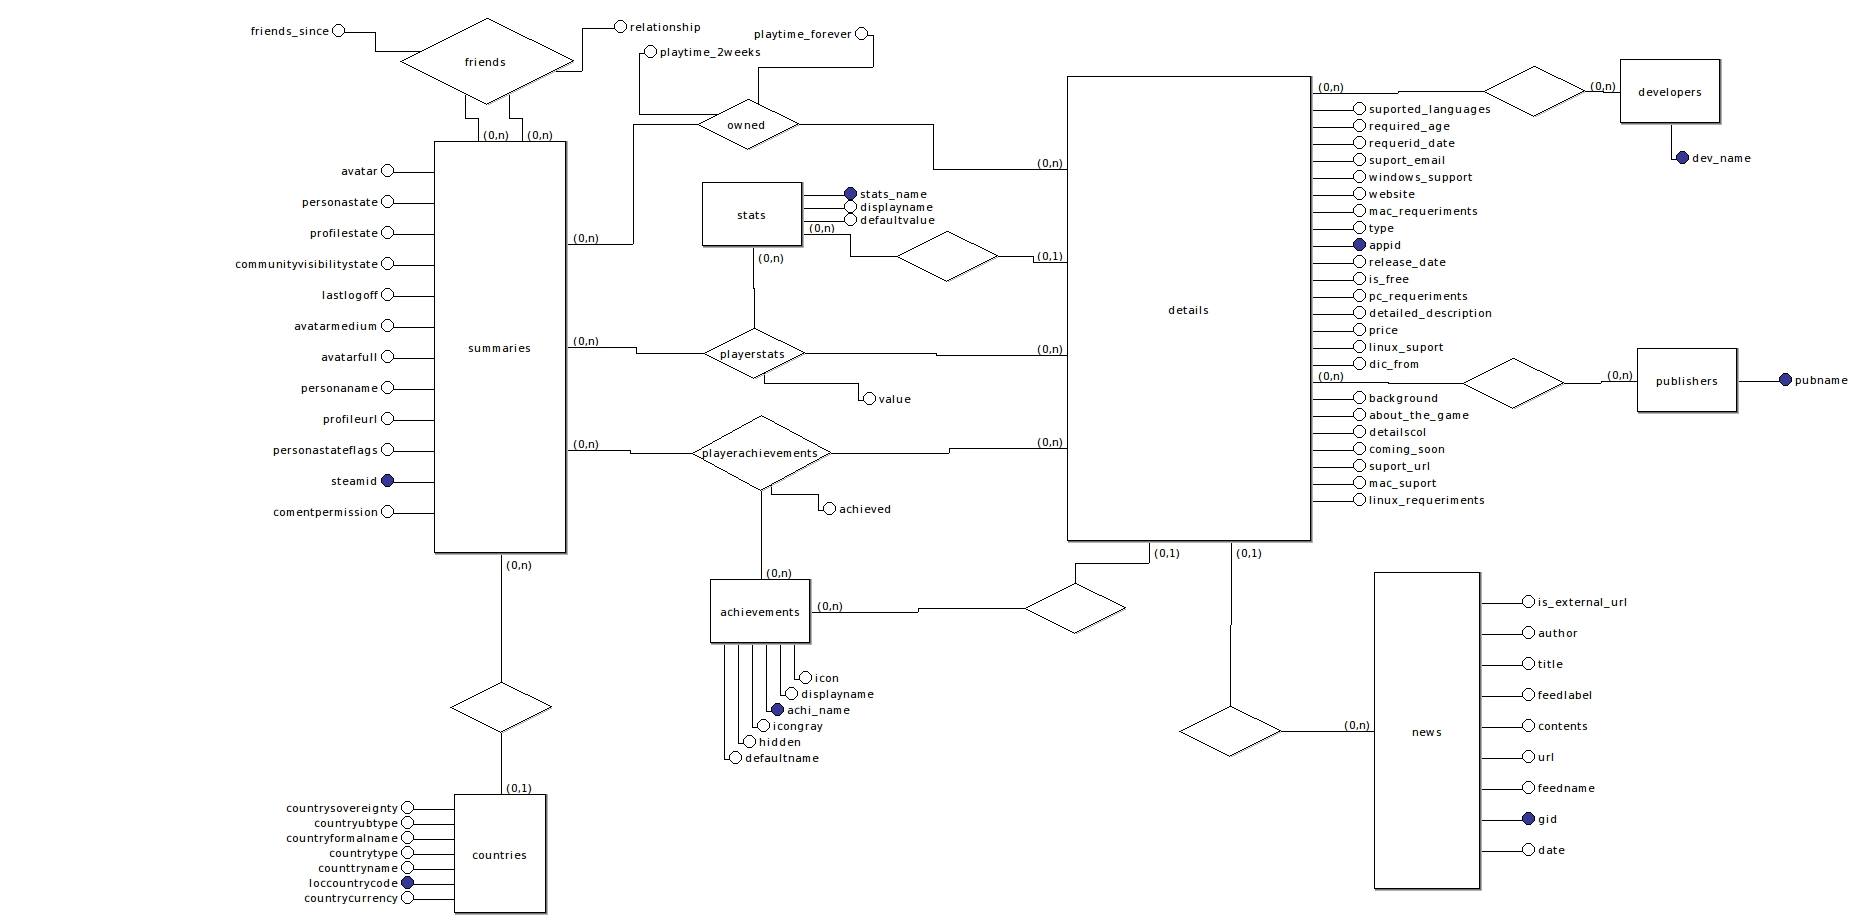 friends_since
relationship
friends
playtime_2weeks
playtime_forever
owned
(0,n)
(0,n)
avatar
personastate
profilestate
communityvisibilitystate
lastlogoff
avatarmedium
avatarfull
personaname
profileurl
personastateflags
steamid
comentpermission
summaries
(0,n)
(0,n)
(0,n)
(0,n)
stats
stats_name
displayname
defaultvalue
(0,n)
(0,n)
playerstats
value
playerachievements
achieved
(0,n)
achievements
(0,n)
icon
displayname
achi_name
icongray
hidden
defaultname
(0,n)
(0,1)
(0,n)
(0,n)
details
(0,1)
(0,1)
(0,n)
suported_languages
required_age
requerid_date
suport_email
windows_support
website
mac_requeriments
type
appid
release_date
is_free
pc_requeriments
detailed_description
price
linux_suport
dic_from
(0,n)
background
about_the_game
detailscol
coming_soon
suport_url
mac_suport
linux_requeriments
(0,n)
developers
dev_name
(0,n)
publishers
pubname
(0,n)
news
is_external_url
author
title
feedlabel
contents
url
feedname
gid
date
(0,1)
countrysovereignty
countryubtype
countryformalname
countrytype
counttryname
loccountrycode
countrycurrency
countries